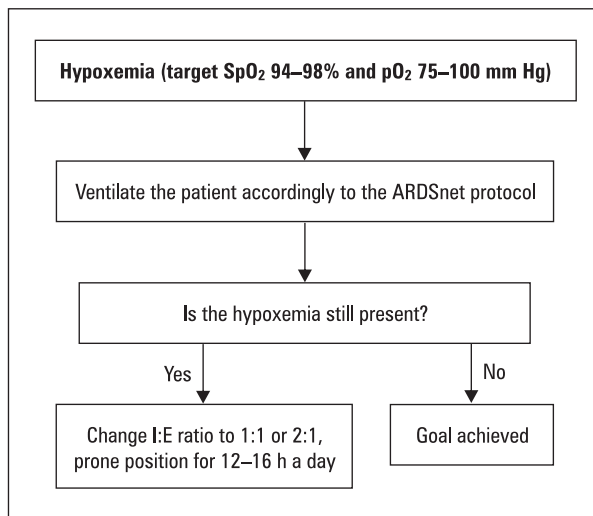 Hypoxemia (target SpO₂ 94–98% and pO₂ 75–100 mm Hg)
Ventilate the patient accordingly to the ARDSnet protocol
Is the hypoxemia still present?
Yes
No
Change I:E ratio to 1:1 or 2:1,
prone position for 12–16 h a day
Goal achieved